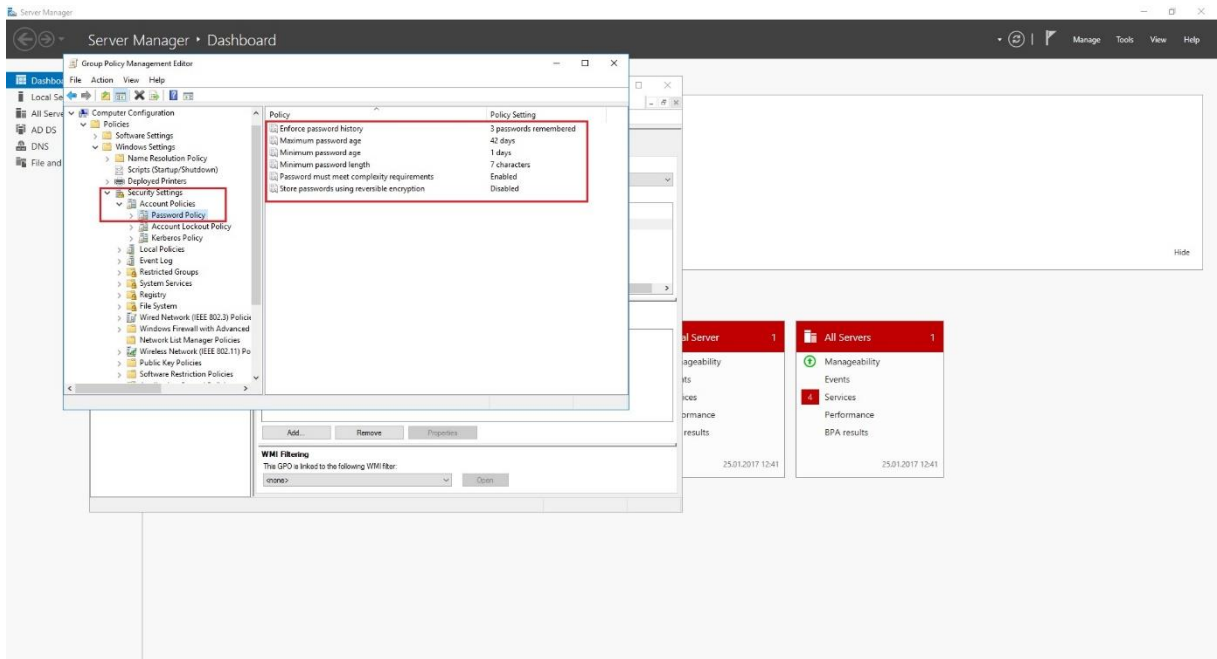 Server Manager
Server Manager • Dashboard
Manage Tools View Help
Group Policy Management Editor
File Action View Help
Computer Configuration
Policies
Software Settings
Windows Settings
Name Resolution Policy
Scripts (Startup/Shutdown)
Deployed Printers
Security Settings
Account Policies
Password Policy
Account Lockout Policy
Kerberos Policy
Local Policies
Event Log
Restricted Groups
System Services
Registry
File System
Wired Network (IEEE 802.3) Policie
Windows Firewall with Advanced
Network List Manager Policies
Wireless Network (IEEE 802.11) Po
Public Key Policies
Software Restriction Policies
Policy Policy Setting
Enforce password history 3 passwords remembered
Maximum password age 42 days
Minimum password age 1 days
Minimum password length 7 characters
Password must meet complexity requirements Enabled
Store passwords using reversible encryption Disabled
Dashbo
Local Se
All Serve
AD DS
DNS
File and
Hide
Add... Remove Properties
WMI Filtering
This GPO is linked to the following WMI filter:
<none> Open
al Server 1
ageability
nts
ices
ormance
results
25.01.2017 12:41
All Servers 1
Manageability
Events
4 Services
Performance
BPA results
25.01.2017 12:41